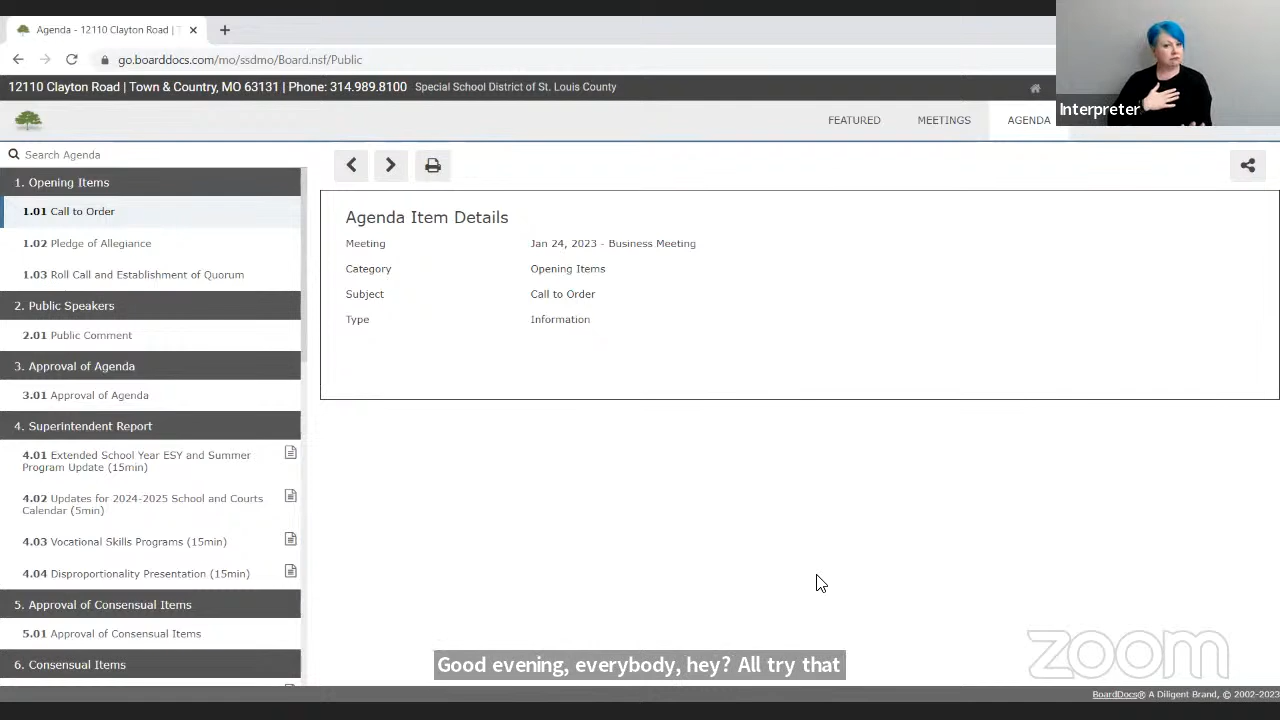 Agenda - 12110 Clayton Road |
go.boarddocs.com/mo/ssdmo/Board.nsf/Public
12110 Clayton Road | Town & Country, MO 63131 | Phone: 314.989.8100 Special School District of St. Louis County
Interpreter
FEATURED MEETINGS AGENDA
Search Agenda
1. Opening Items
1.01 Call to Order
1.02 Pledge of Allegiance
1.03 Roll Call and Establishment of Quorum
2. Public Speakers
2.01 Public Comment
3. Approval of Agenda
3.01 Approval of Agenda
4. Superintendent Report
4.01 Extended School Year ESY and Summer
Program Update (15min)
4.02 Updates for 2024-2025 School and Courts
Calendar (5min)
4.03 Vocational Skills Programs (15min)
4.04 Disproportionality Presentation (15min)
5. Approval of Consensual Items
5.01 Approval of Consensual Items
6. Consensual Items
Agenda Item Details
Meeting Jan 24, 2023 - Business Meeting
Category Opening Items
Subject Call to Order
Type Information
Good evening, everybody, hey? All try that
zoom
BoardDocs® A Diligent Brand, © 2002-2023